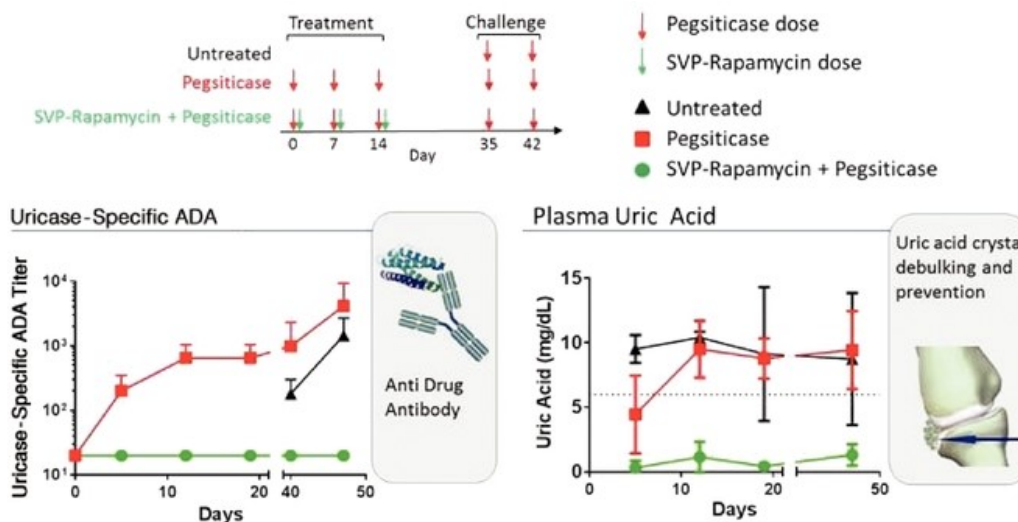 Treatment
Challenge
Untreated
Pegsiticase
SVP-Rapamycin + Pegsiticase
0
7
14
35
42
Day
Pegsiticase dose
SVP-Rapamycin dose
Untreated
Pegsiticase
SVP-Rapamycin + Pegsiticase
Uricase-Specific ADA
Uricase-Specific ADA Titer
10⁴
10³
10²
10¹
0
10
20
40
50
Days
Anti Drug
Antibody
Plasma Uric Acid
Uric Acid (mg/dL)
15
10
5
0
0
10
20
50
Days
Uric acid crysta
debulking and
prevention